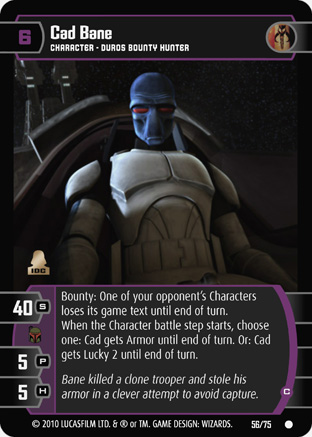 6
Cad Bane
CHARACTER - DUROS BOUNTY HUNTER
IDC
40 S
5 P
5 H
Bounty: One of your opponent's Characters
loses its game text until end of turn.
When the Character battle step starts, choose
one: Cad gets Armor until end of turn. Or: Cad
gets Lucky 2 until end of turn.
Bane killed a clone trooper and stole his
armor in a clever attempt to avoid capture.
C
© 2010 LUCASFILM LTD. & ® or TM. GAME DESIGN: WIZARDS.
56/75